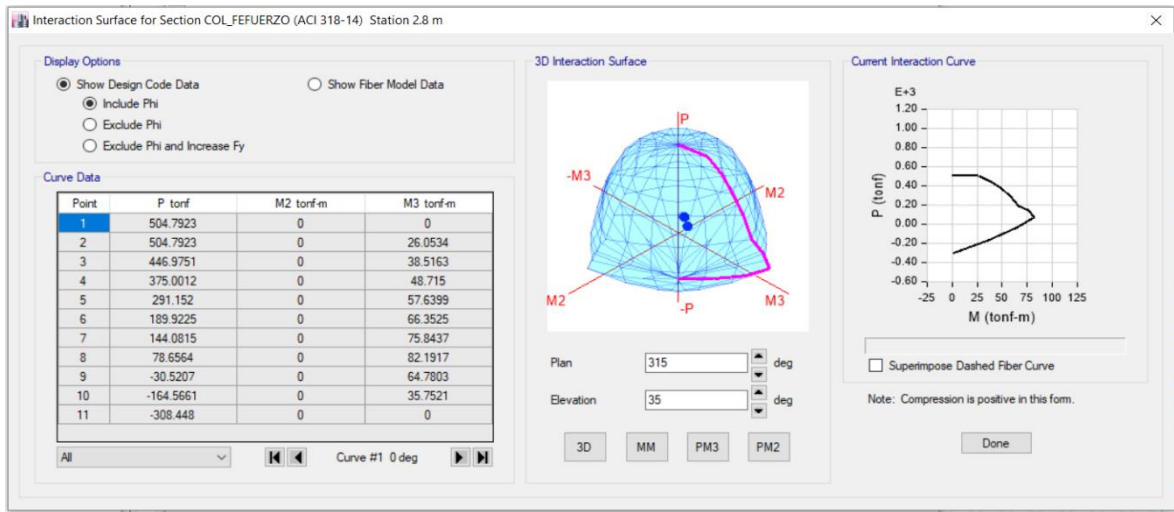 Interaction Surface for Section COL_FEFUERZO (ACI 318-14) Station 2.8 m
Display Options
Show Design Code Data
Show Fiber Model Data
Include Phi
Exclude Phi
Exclude Phi and Increase Fy
Curve Data
Point P tonf M2 tonf-m M3 tonf-m
1 504.7923 0 0
2 504.7923 0 26.0534
3 446.9751 0 38.5163
4 375.0012 0 48.715
5 291.152 0 57.6399
6 189.9225 0 66.3525
7 144.0815 0 75.8437
8 78.6564 0 82.1917
9 -30.5207 0 64.7803
10 -164.5661 0 35.7521
11 -308.448 0 0
All
Curve #1 0 deg
3D Interaction Surface
P
-M3
M2
M2
M3
-P
Plan 315 deg
Elevation 35 deg
3D MM PM3 PM2
Current Interaction Curve
E+3
1.20
1.00
0.80
0.60
0.40
0.20
0.00
-0.20
-0.40
-0.60
P (tonf)
-25 0 25 50 75 100 125
M (tonf-m)
Superimpose Dashed Fiber Curve
Note: Compression is positive in this form.
Done